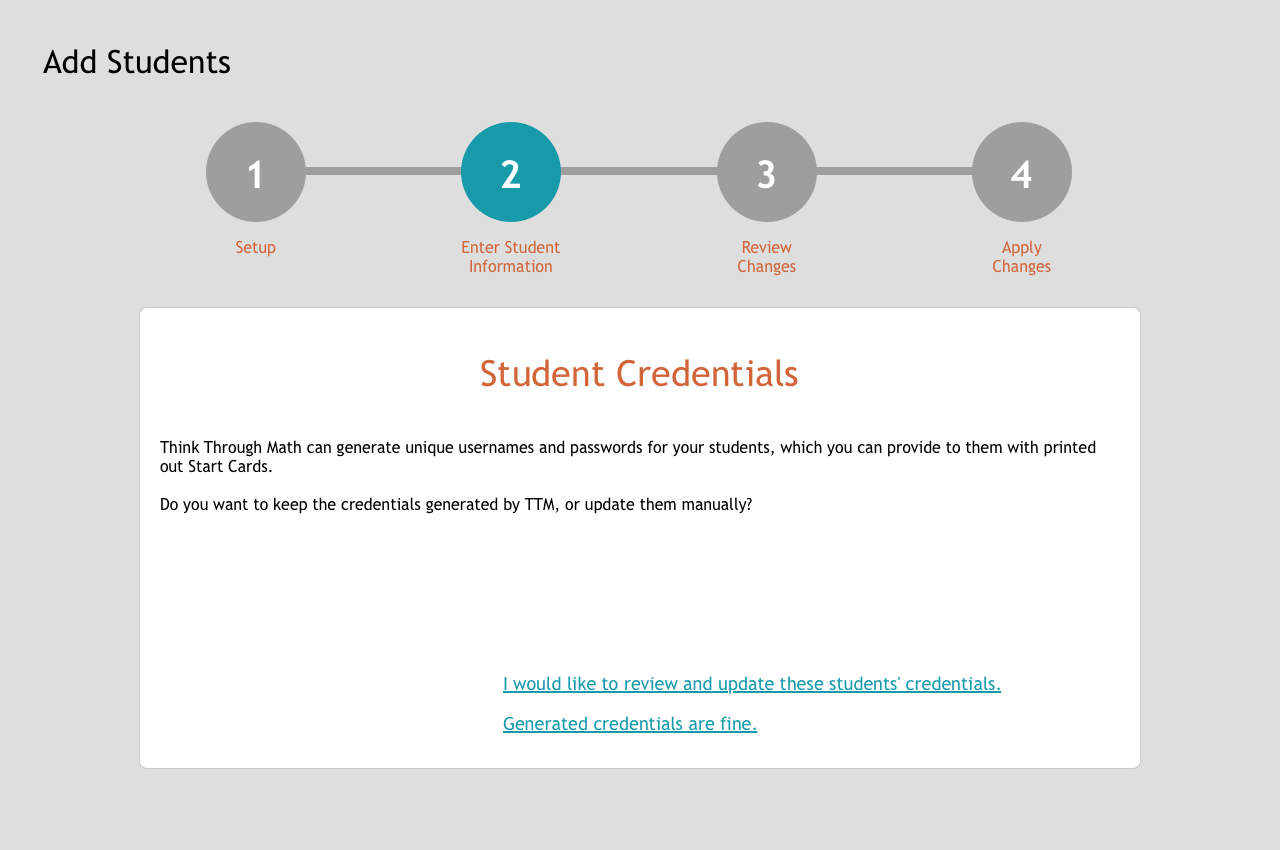 Add Students
1
2
3
4
Setup
Enter Student
Information
Review
Changes
Apply
Changes
Student Credentials
Think Through Math can generate unique usernames and passwords for your students, which you can provide to them with printed
out Start Cards.
Do you want to keep the credentials generated by TTM, or update them manually?
I would like to review and update these students' credentials.
Generated credentials are fine.